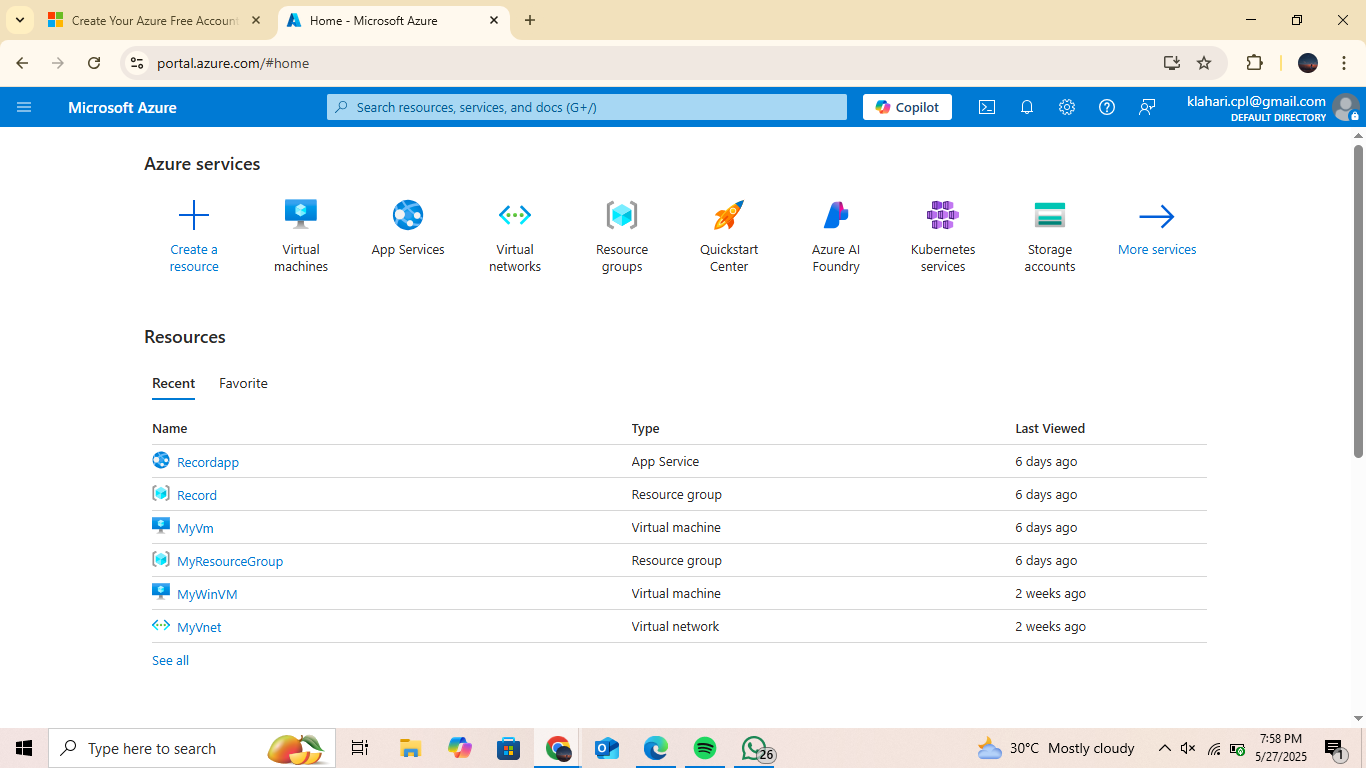 Create Your Azure Free Account
Home - Microsoft Azure
portal.azure.com/#home
Microsoft Azure
Search resources, services, and docs (G+/)
Copilot
klahari.cpl@gmail.com
DEFAULT DIRECTORY
Azure services
Create a resource
Virtual machines
App Services
Virtual networks
Resource groups
Quickstart Center
Azure AI Foundry
Kubernetes services
Storage accounts
More services
Resources
Recent Favorite
Name Type Last Viewed
Recordapp App Service 6 days ago
Record Resource group 6 days ago
MyVm Virtual machine 6 days ago
MyResourceGroup Resource group 6 days ago
MyWinVM Virtual machine 2 weeks ago
MyVnet Virtual network 2 weeks ago
See all
Type here to search
26
30°C Mostly cloudy
7:58 PM
5/27/2025
1